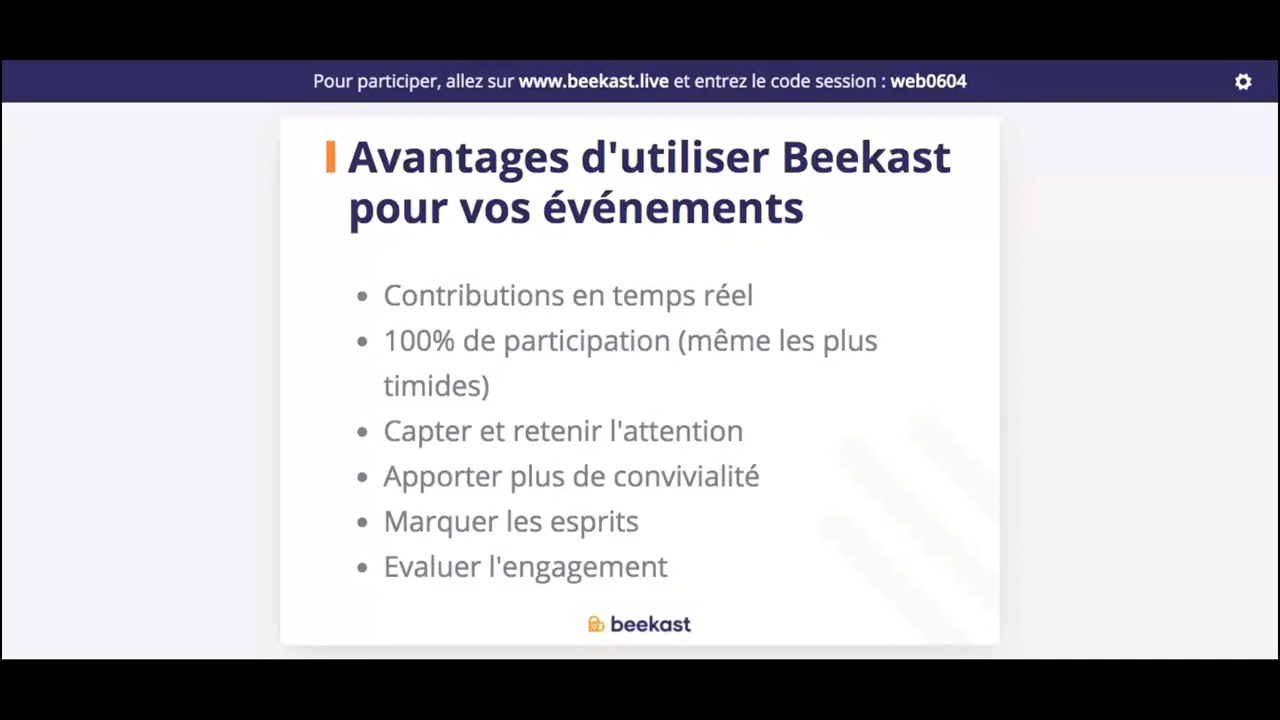 Pour participer, allez sur www.beekast.live et entrez le code session : web0604
Avantages d'utiliser Beekast
pour vos événements
• Contributions en temps réel
• 100% de participation (même les plus
timides)
• Capter et retenir l'attention
• Apporter plus de convivialité
• Marquer les esprits
• Evaluer l'engagement
beekast